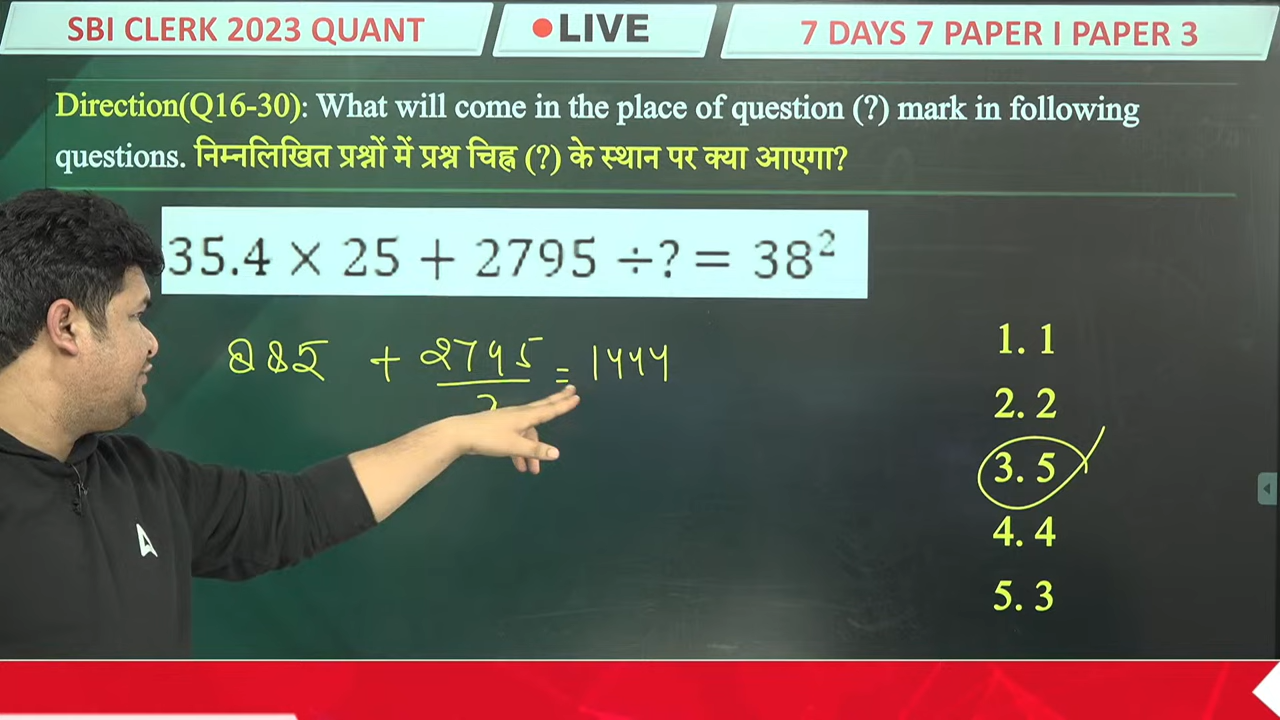 SBI CLERK 2023 QUANT
LIVE
7 DAYS 7 PAPER I PAPER 3
Direction(Q16-30): What will come in the place of question (?) mark in following
questions. निम्नलिखित प्रश्नों में प्रश्न चिह्न (?) के स्थान पर क्या आएगा?
35.4 × 25 + 2795 ÷? = 38²
885 + 2795 = 1444
?
1. 1
2. 2
3. 5
4. 4
5. 3